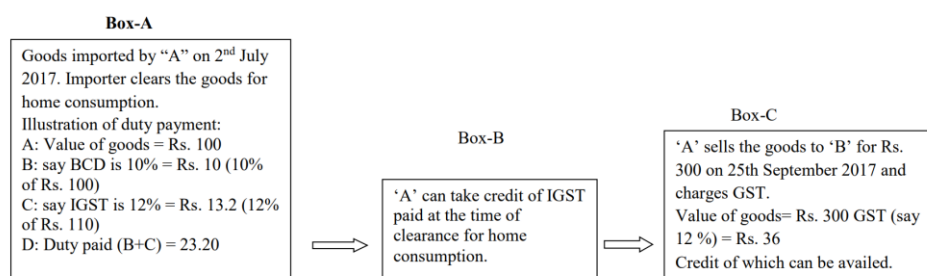 Box-A
Goods imported by “A” on 2nd July
2017. Importer clears the goods for
home consumption.
Illustration of duty payment:
A: Value of goods = Rs. 100
B: say BCD is 10% = Rs. 10 (10%
of Rs. 100)
C: say IGST is 12% = Rs. 13.2 (12%
of Rs. 110)
D: Duty paid (B+C) = 23.20
Box-B
‘A’ can take credit of IGST
paid at the time of
clearance for home
consumption.
Box-C
‘A’ sells the goods to ‘B’ for Rs.
300 on 25th September 2017 and
charges GST.
Value of goods= Rs. 300 GST (say
12 %) = Rs. 36
Credit of which can be availed.